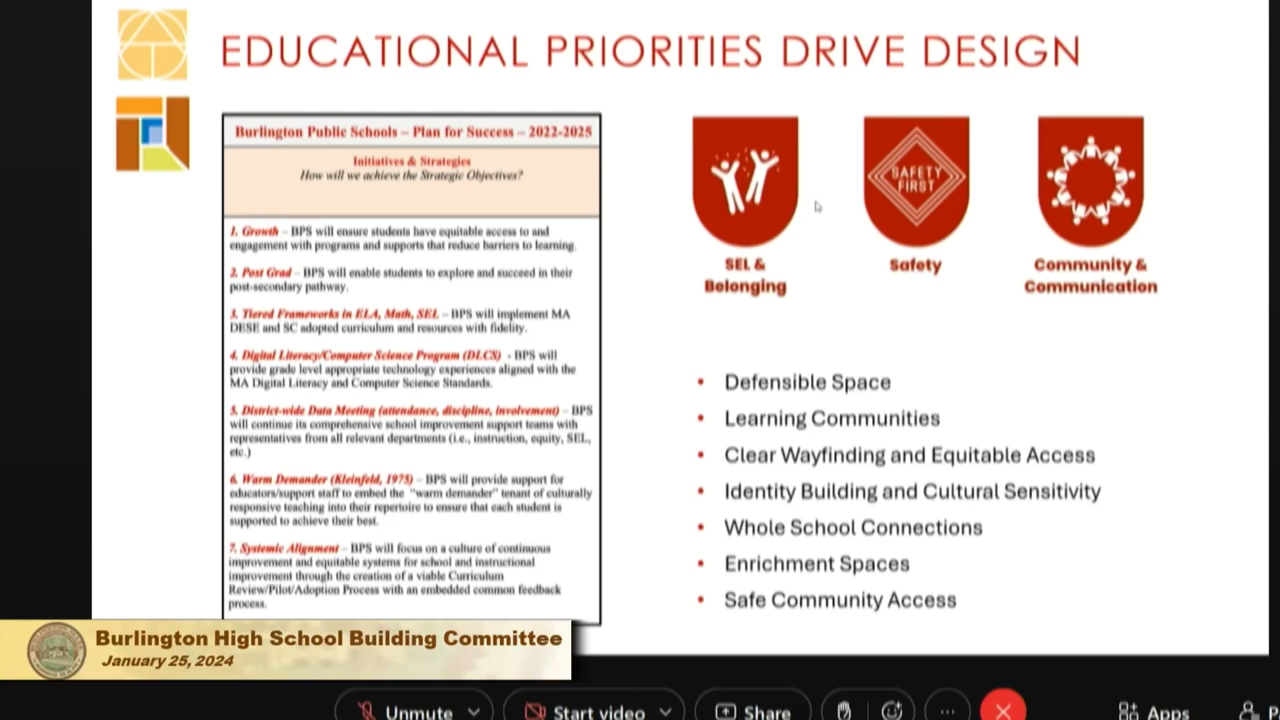 EDUCATIONAL PRIORITIES DRIVE DESIGN
Burlington Public Schools – Plan for Success – 2022-2025
Initiatives & Strategies
How will we achieve the Strategic Objectives?
1. Growth – BPS will ensure students have equitable access to and
engagement with programs and supports that reduce barriers to learning.
2. Post Grad – BPS will enable students to explore and succeed in their
post-secondary pathway.
3. Tiered Frameworks in ELA, Math, SEL – BPS will implement MA
DESE and SC adopted curriculum and resources with fidelity.
4. Digital Literacy/Computer Science Program (DLCS) - BPS will
provide grade level appropriate technology experiences aligned with the
MA Digital Literacy and Computer Science Standards.
5. District-wide Data Meeting (attendance, discipline, involvement) – BPS
will continue its comprehensive school improvement support teams with
representatives from all relevant departments (i.e., instruction, equity, SEL,
etc.)
6. Warm Demander (Kleinfeld, 1975) – BPS will provide support for
educators/support staff to embed the "warm demander" tenant of culturally
responsive teaching into their repertoire to ensure that each student is
supported to achieve their best.
7. Systemic Alignment – BPS will focus on a culture of continuous
improvement and equitable systems for school and instructional
improvement through the creation of a viable Curriculum
Review/Pilot/Adoption Process with an embedded common feedback
process.
SAFETY
FIRST
SEL &
Belonging
Safety
Community &
Communication
• Defensible Space
• Learning Communities
• Clear Wayfinding and Equitable Access
• Identity Building and Cultural Sensitivity
• Whole School Connections
• Enrichment Spaces
• Safe Community Access
Burlington High School Building Committee
January 25, 2024
Unmute
Start video
Share
Apps
P